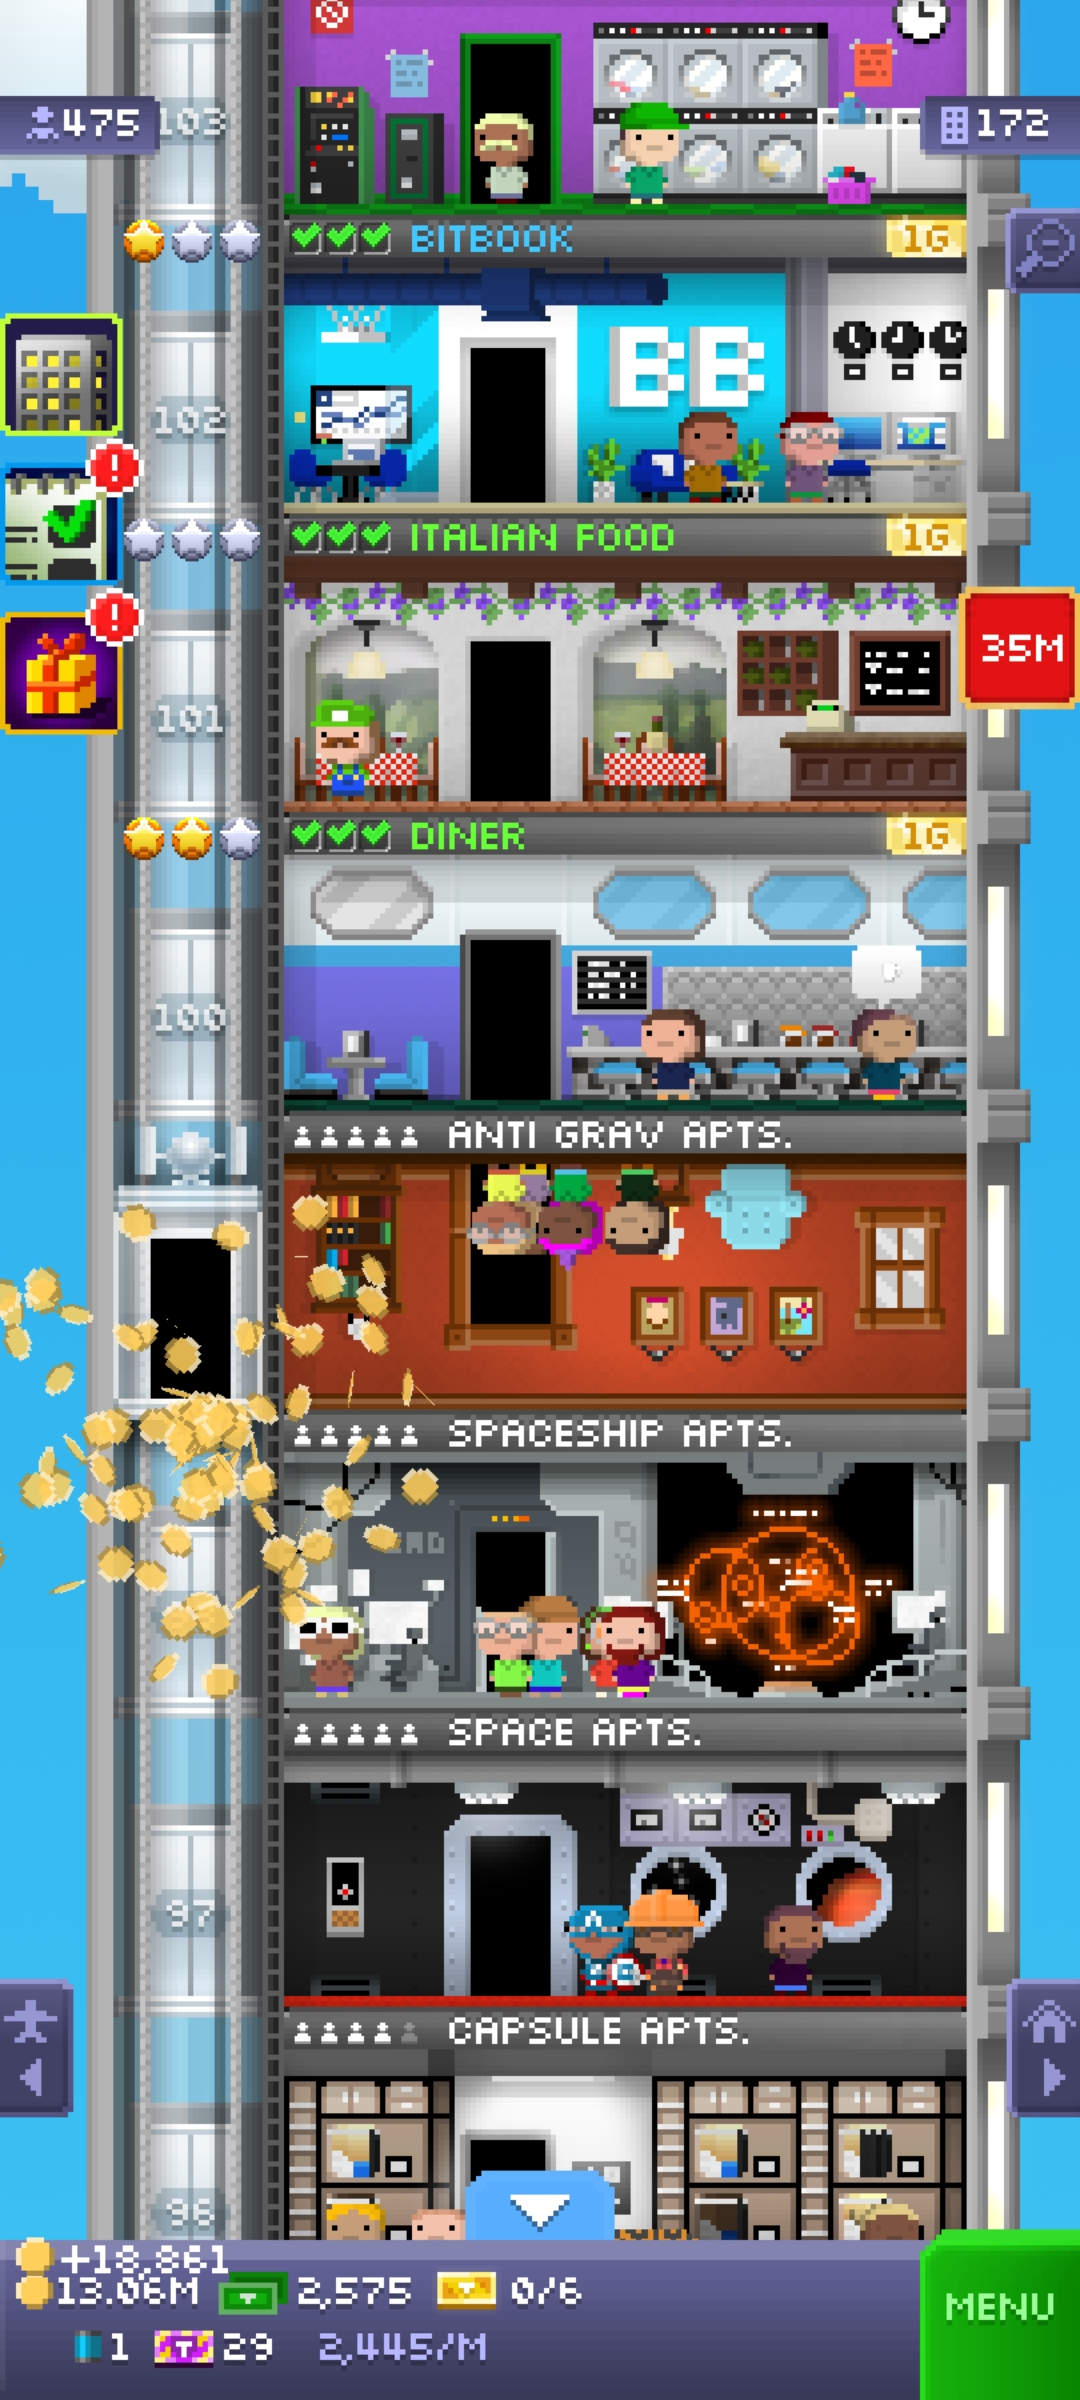 475
103
172
BITBOOK
1G
BB
102
ITALIAN FOOD
1G
35M
101
DINER
1G
100
ANTI GRAV APTS.
SPACESHIP APTS.
SPACE APTS.
97
CAPSULE APTS.
96
+18,861
13.06M
2,575
0/6
MENU
1
29
2,445/M